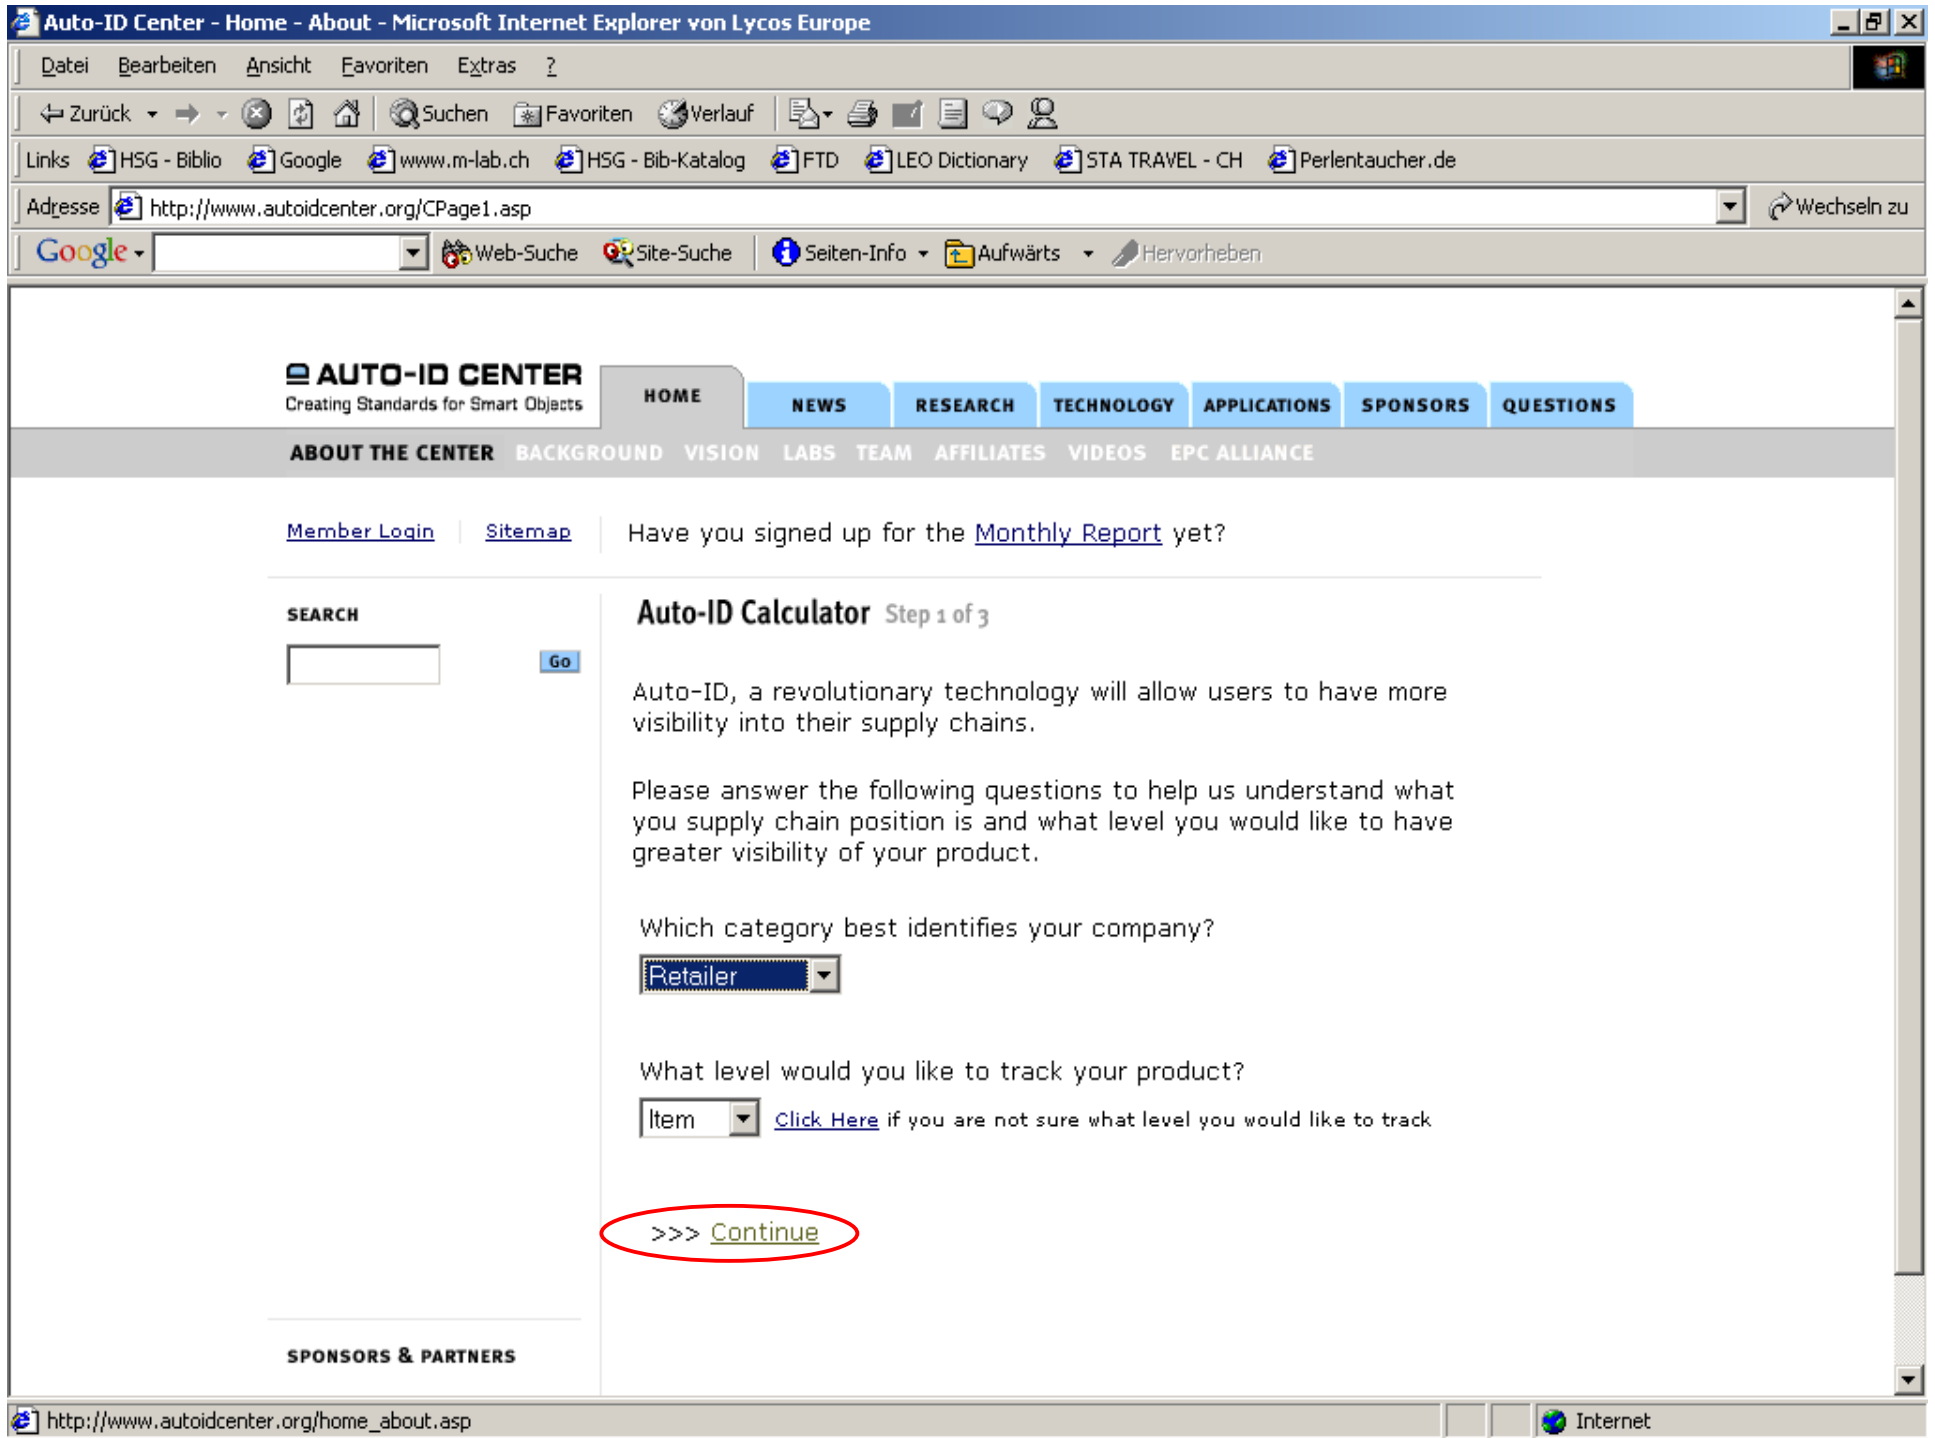 Auto-ID Center - Home - About - Microsoft Internet Explorer von Lycos Europe
Datei Bearbeiten Ansicht Favoriten Extras ?
Zurück Suchen Favoriten Verlauf
Links HSG - Biblio Google www.m-lab.ch HSG - Bib-Katalog FTD LEO Dictionary STA TRAVEL - CH Perlentaucher.de
Adresse http://www.autoidcenter.org/CPage1.asp Wechseln zu
Google Web-Suche Site-Suche Seiten-Info Aufwärts Hervorheben
AUTO-ID CENTER
Creating Standards for Smart Objects
HOME NEWS RESEARCH TECHNOLOGY APPLICATIONS SPONSORS QUESTIONS
ABOUT THE CENTER BACKGROUND VISION LABS TEAM AFFILIATES VIDEOS EPC ALLIANCE
Member Login Sitemap Have you signed up for the Monthly Report yet?
SEARCH
Go
Auto-ID Calculator Step 1 of 3
Auto-ID, a revolutionary technology will allow users to have more
visibility into their supply chains.
Please answer the following questions to help us understand what
you supply chain position is and what level you would like to have
greater visibility of your product.
Which category best identifies your company?
Retailer
What level would you like to track your product?
Item Click Here if you are not sure what level you would like to track
>>> Continue
SPONSORS & PARTNERS
http://www.autoidcenter.org/home_about.asp Internet